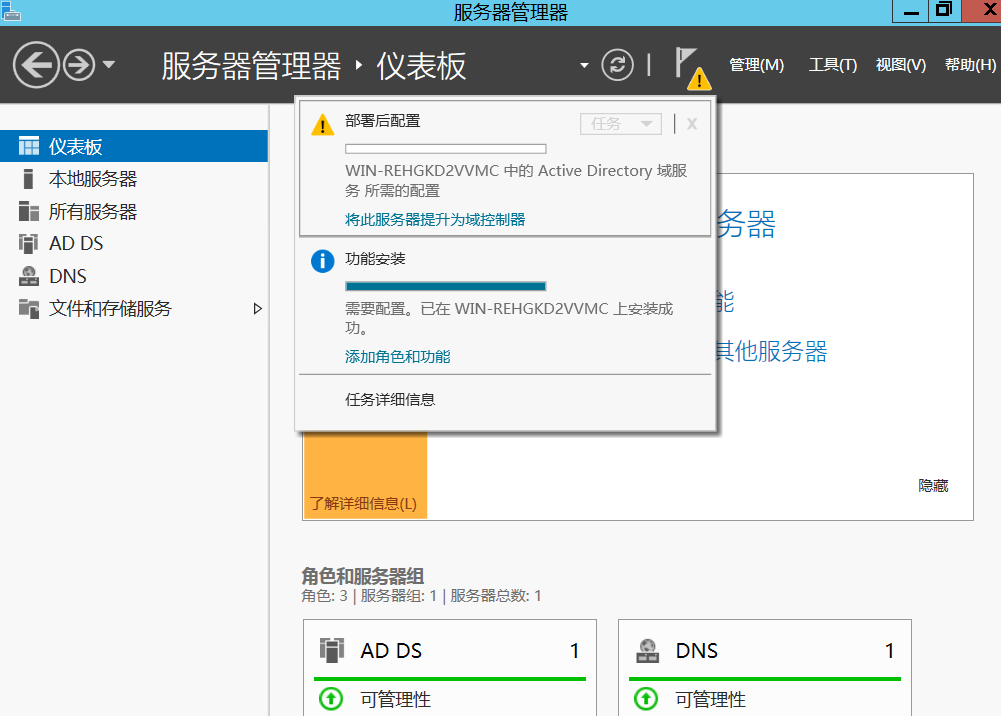 服务器管理器
服务器管理器 ‣ 仪表板
管理(M) 工具(T) 视图(V) 帮助(H)
仪表板
本地服务器
所有服务器
AD DS
DNS
文件和存储服务
部署后配置
任务
X
WIN-REHGKD2VVMC 中的 Active Directory 域服
务 所需的配置
将此服务器提升为域控制器
功能安装
需要配置。已在 WIN-REHGKD2VVMC 上安装成
功。
添加角色和功能
任务详细信息
务器
能
其他服务器
了解详细信息(L)
隐藏
角色和服务器组
角色: 3 | 服务器组: 1 | 服务器总数: 1
AD DS 1
可管理性
DNS 1
可管理性